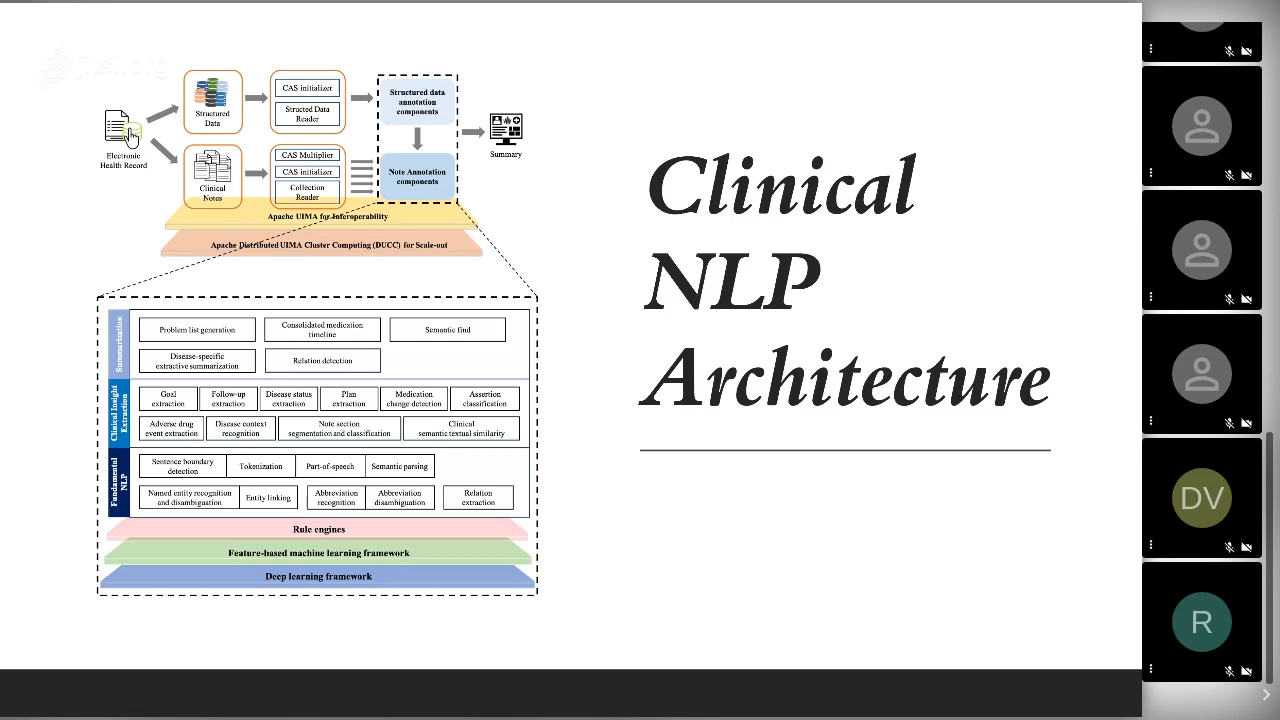 jitsi.org
Structured
Data
CAS initializer
Structed Data
Reader
Structured data
annotation
components
Electronic
Health Record
Summary
Clinical
Notes
CAS Multiplier
CAS initializer
Collection
Reader
Note Annotation
components
Apache UIMA for Interoperability
Apache Distributed UIMA Cluster Computing (DUCC) for Scale-out
Summarization
Problem list generation
Consolidated medication
timeline
Semantic find
Disease-specific
extractive summarization
Relation detection
Clinical Insight
Extraction
Goal
extraction
Follow-up
extraction
Disease status
extraction
Plan
extraction
Medication
change detection
Assertion
classification
Adverse drug
event extraction
Disease context
recognition
Note section
segmentation and classification
Clinical
semantic textual similarity
Fundamental
NLP
Sentence boundary
detection
Tokenization
Part-of-speech
Semantic parsing
Named entity recognition
and disambiguation
Entity linking
Abbreviation
recognition
Abbreviation
disambiguation
Relation
extraction
Rule engines
Feature-based machine learning framework
Deep learning framework
Clinical
NLP
Architecture
DV
R